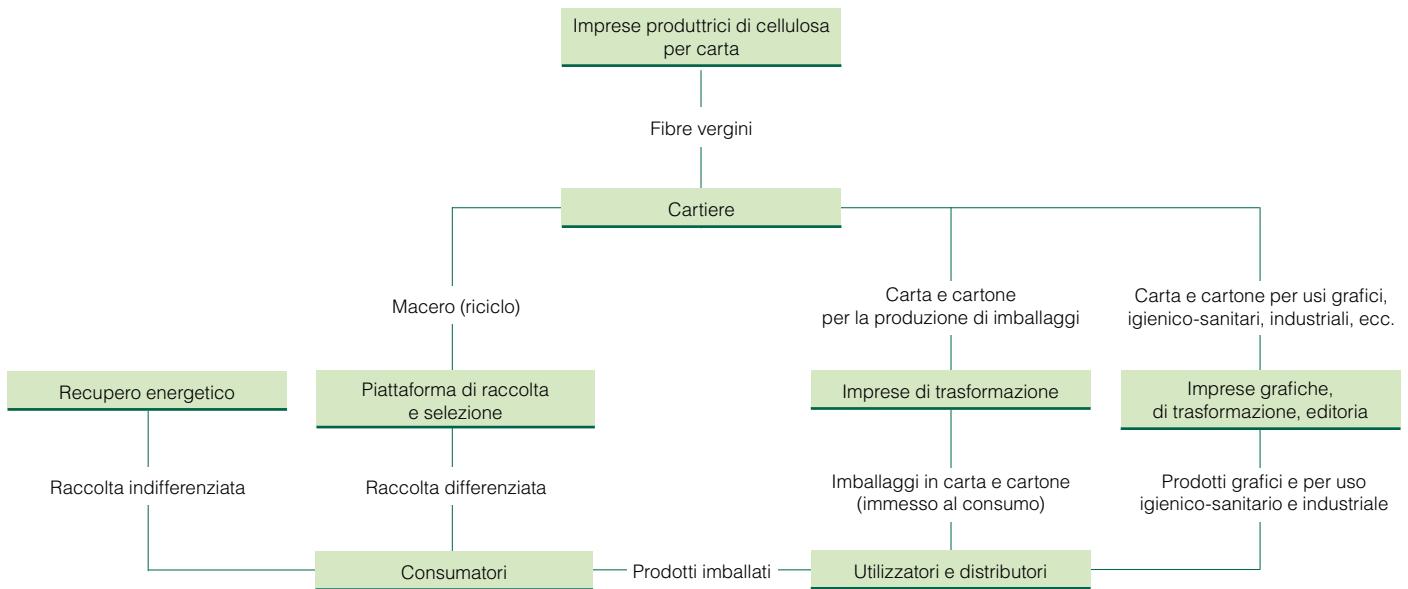 Imprese produttrici di cellulosa
per carta
Fibre vergini
Cartiere
Macero (riciclo)
Carta e cartone
per la produzione di imballaggi
Carta e cartone per usi grafici,
igienico-sanitari, industriali, ecc.
Recupero energetico
Piattaforma di raccolta
e selezione
Imprese di trasformazione
Imprese grafiche,
di trasformazione, editoria
Raccolta indifferenziata
Raccolta differenziata
Imballaggi in carta e cartone
(immesso al consumo)
Prodotti grafici e per uso
igienico-sanitario e industriale
Consumatori
Prodotti imballati
Utilizzatori e distributori